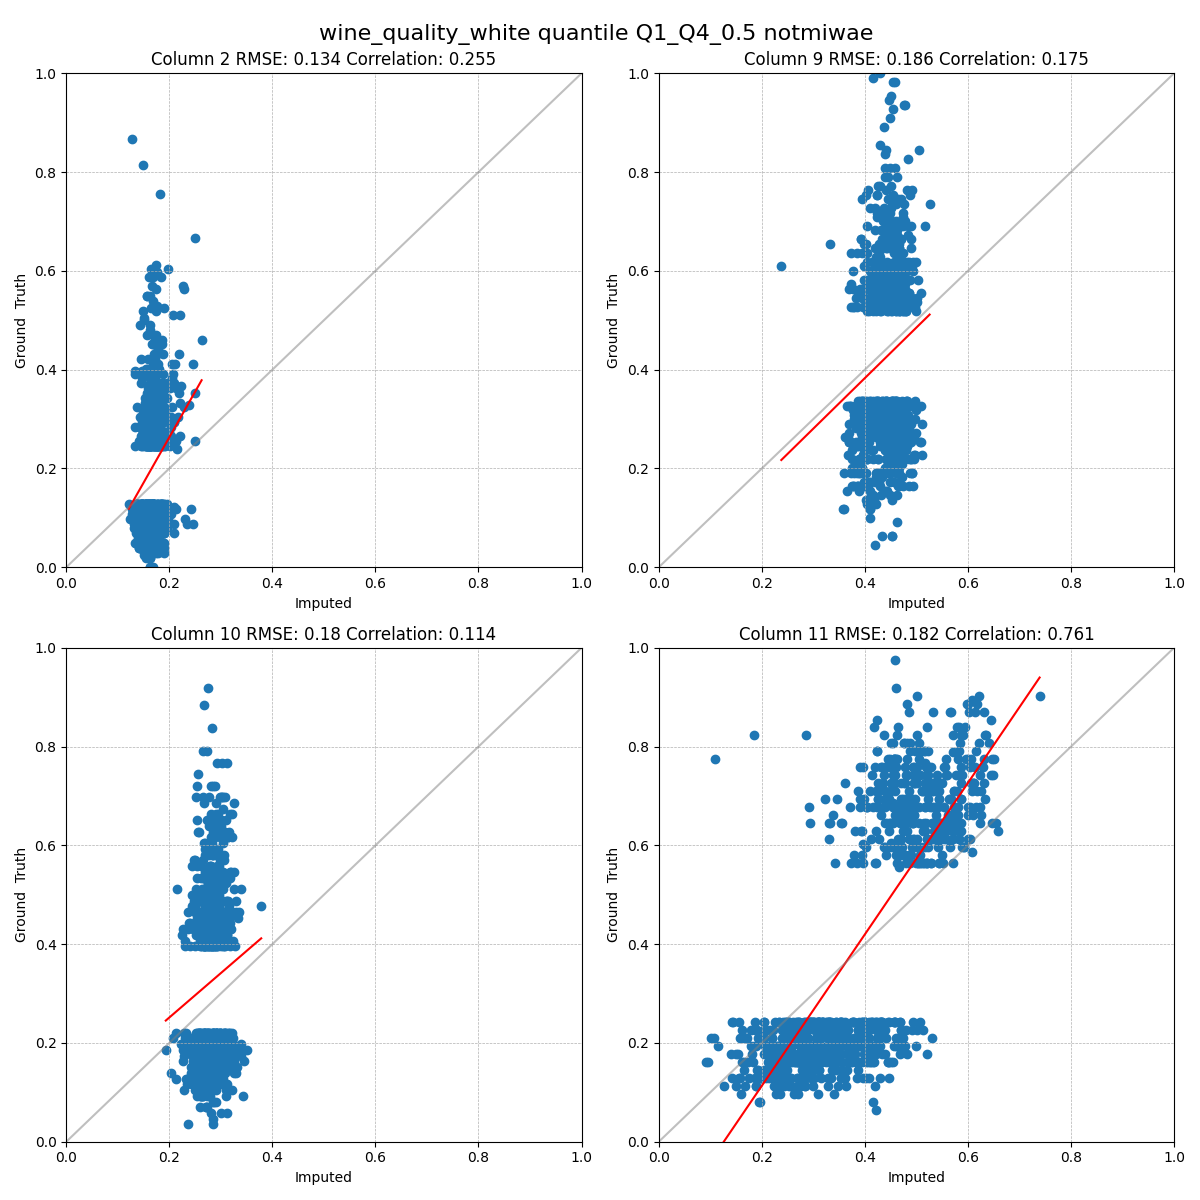 wine_quality_white quantile Q1_Q4_0.5 notmiwae
Column 2 RMSE: 0.134 Correlation: 0.255
1.0
0.8
0.6
0.4
0.2
0.0
Ground Truth
0.0 0.2 0.4 0.6 0.8 1.0
Imputed
Column 9 RMSE: 0.186 Correlation: 0.175
1.0
0.8
0.6
0.4
0.2
0.0
Ground Truth
0.0 0.2 0.4 0.6 0.8 1.0
Imputed
Column 10 RMSE: 0.18 Correlation: 0.114
1.0
0.8
0.6
0.4
0.2
0.0
Ground Truth
0.0 0.2 0.4 0.6 0.8 1.0
Imputed
Column 11 RMSE: 0.182 Correlation: 0.761
1.0
0.8
0.6
0.4
0.2
0.0
Ground Truth
0.0 0.2 0.4 0.6 0.8 1.0
Imputed